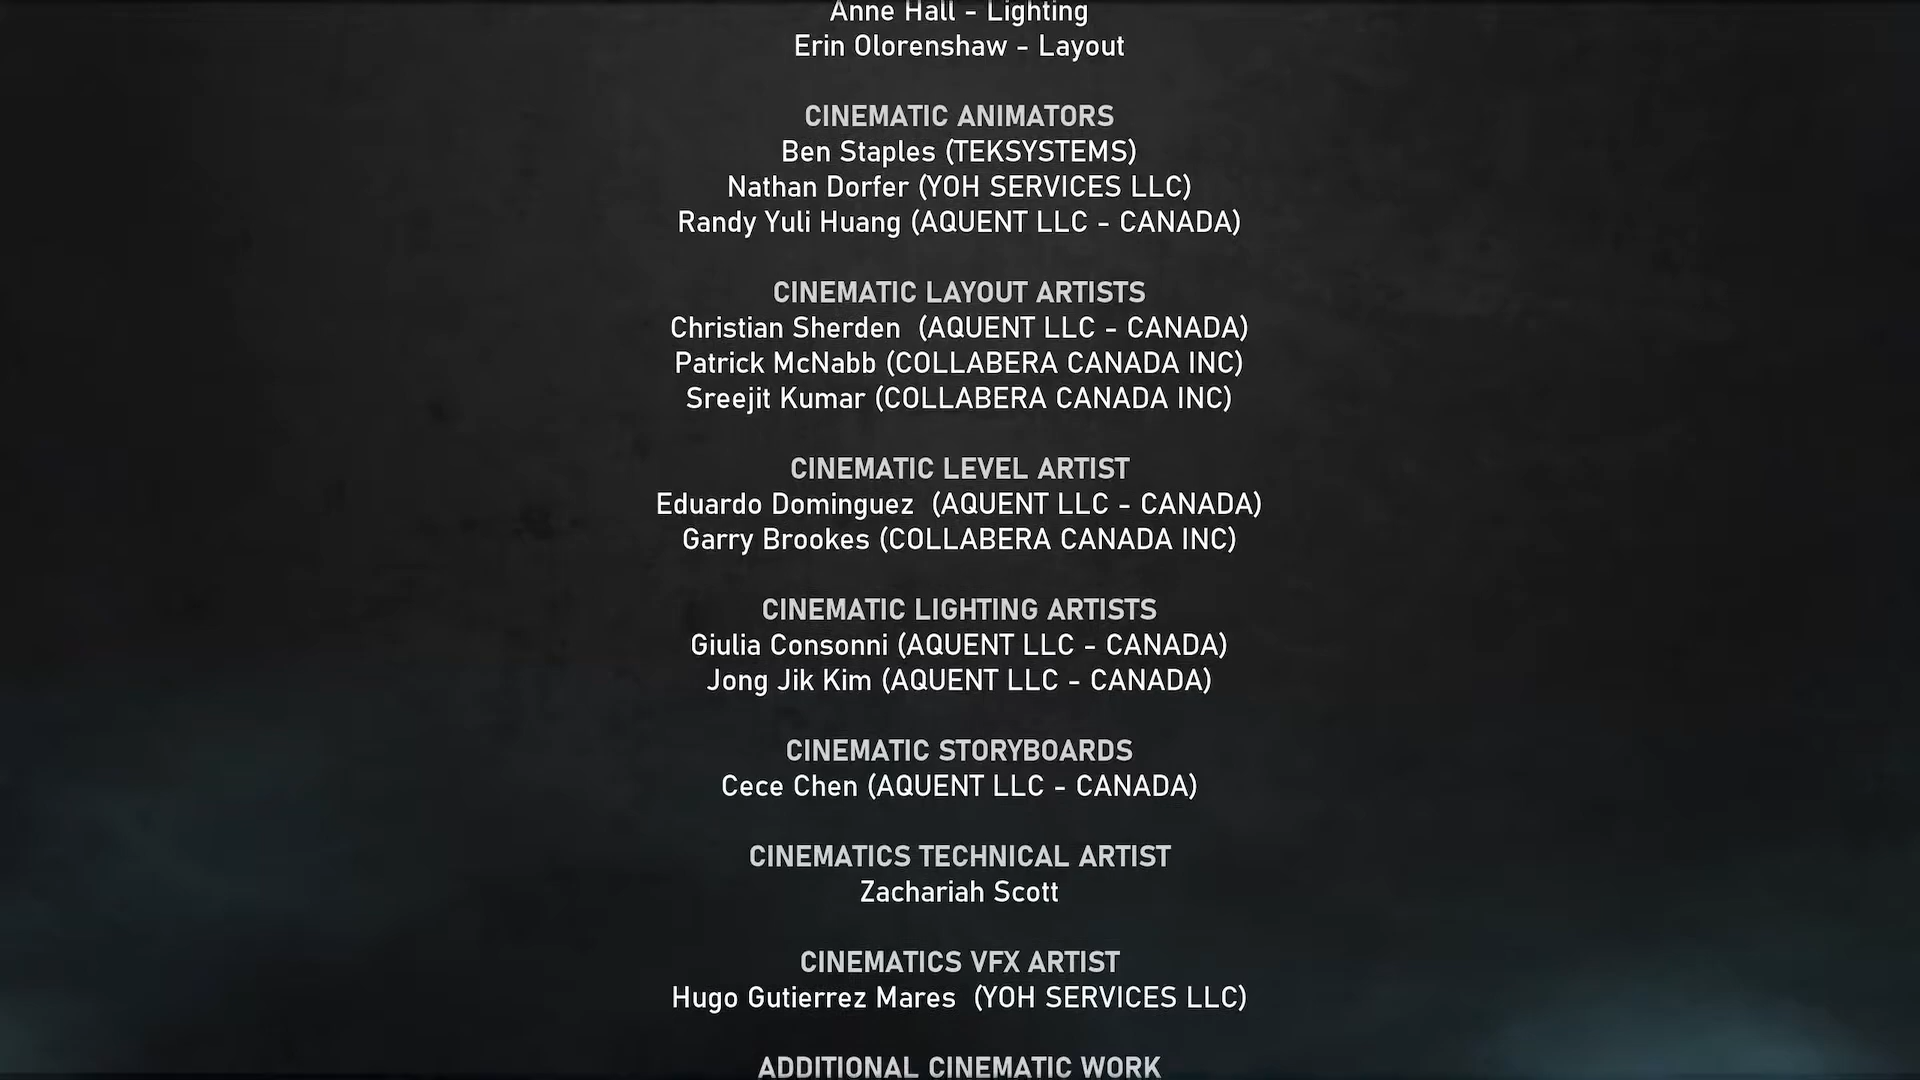 Anne Hall - Lighting
Erin Olorenshaw - Layout
CINEMATIC ANIMATORS
Ben Staples (TEKSYSTEMS)
Nathan Dorfer (YOH SERVICES LLC)
Randy Yuli Huang (AQUENT LLC - CANADA)
CINEMATIC LAYOUT ARTISTS
Christian Sherden  (AQUENT LLC - CANADA)
Patrick McNabb (COLLABERA CANADA INC)
Sreejit Kumar (COLLABERA CANADA INC)
CINEMATIC LEVEL ARTIST
Eduardo Dominguez  (AQUENT LLC - CANADA)
Garry Brookes (COLLABERA CANADA INC)
CINEMATIC LIGHTING ARTISTS
Giulia Consonni (AQUENT LLC - CANADA)
Jong Jik Kim (AQUENT LLC - CANADA)
CINEMATIC STORYBOARDS
Cece Chen (AQUENT LLC - CANADA)
CINEMATICS TECHNICAL ARTIST
Zachariah Scott
CINEMATICS VFX ARTIST
Hugo Gutierrez Mares  (YOH SERVICES LLC)
ADDITIONAL CINEMATIC WORK